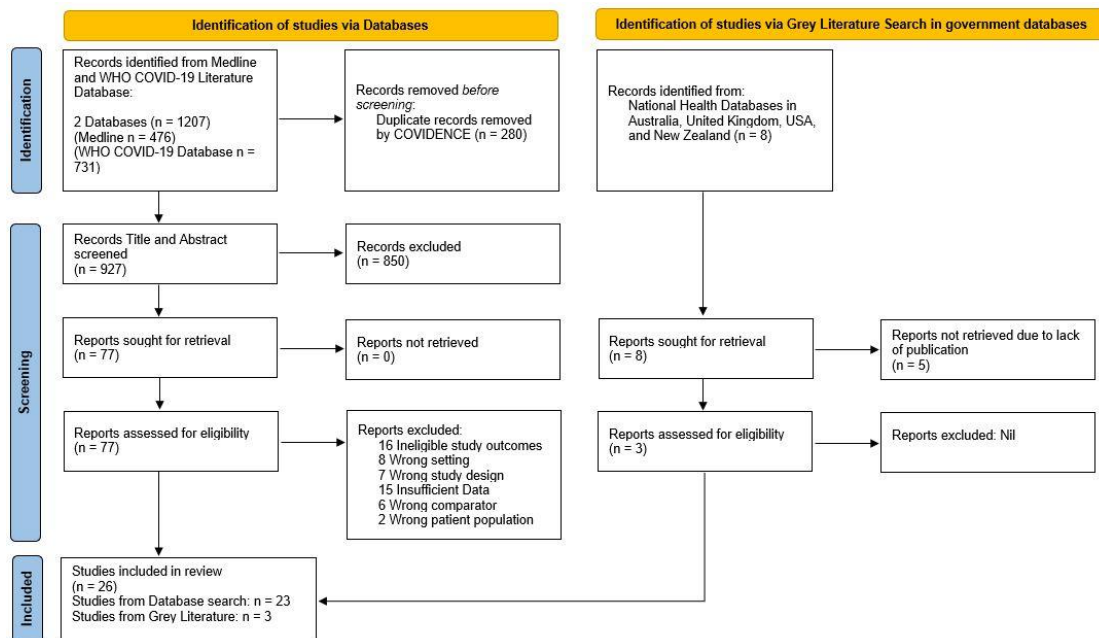 Identification of studies via Databases
Identification of studies via Grey Literature Search in government databases
Identification
Records identified from Medline
and WHO COVID-19 Literature
Database:
2 Databases (n = 1207)
(Medline n = 476)
(WHO COVID-19 Database n =
731)
Records removed before
screening:
Duplicate records removed
by COVIDENCE (n = 280)
Records identified from:
National Health Databases in
Australia, United Kingdom, USA,
and New Zealand (n = 8)
Screening
Records Title and Abstract
screened
(n = 927)
Records excluded
(n = 850)
Reports sought for retrieval
(n = 77)
Reports not retrieved
(n = 0)
Reports sought for retrieval
(n = 8)
Reports not retrieved due to lack
of publication
(n = 5)
Reports assessed for eligibility
(n = 77)
Reports excluded:
16 Ineligible study outcomes
8 Wrong setting
7 Wrong study design
15 Insufficient Data
6 Wrong comparator
2 Wrong patient population
Reports assessed for eligibility
(n = 3)
Reports excluded: Nil
Included
Studies included in review
(n = 26)
Studies from Database search: n = 23
Studies from Grey Literature: n = 3